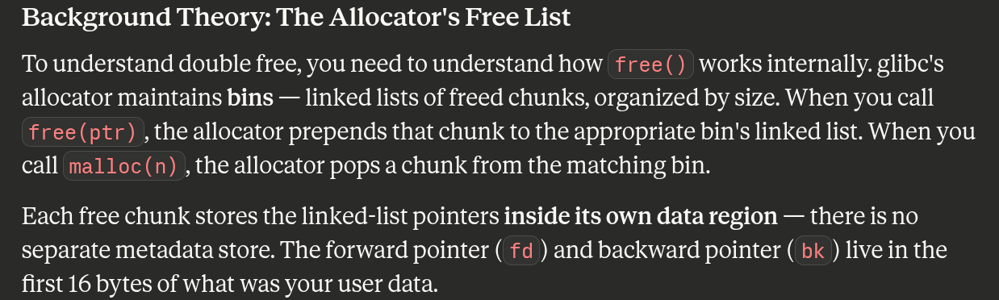 Background Theory: The Allocator's Free List
To understand double free, you need to understand how free() works internally. glibc's
allocator maintains bins — linked lists of freed chunks, organized by size. When you call
free(ptr), the allocator prepends that chunk to the appropriate bin's linked list. When you
call malloc(n), the allocator pops a chunk from the matching bin.
Each free chunk stores the linked-list pointers inside its own data region — there is no
separate metadata store. The forward pointer (fd) and backward pointer (bk) live in the
first 16 bytes of what was your user data.